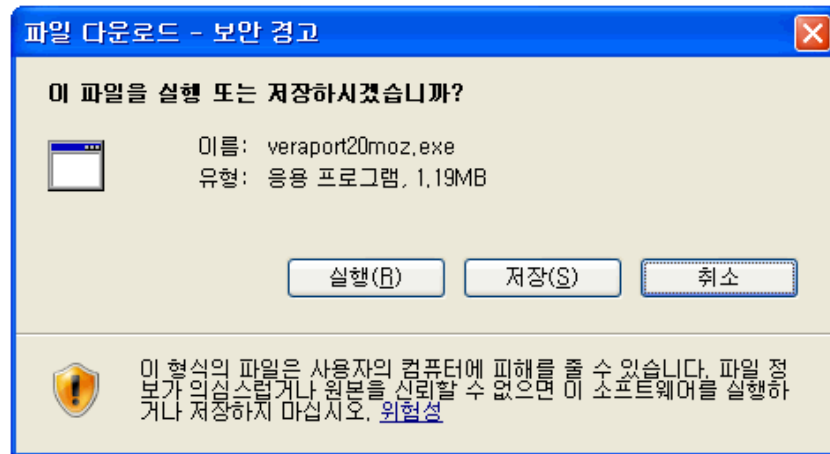 파일 다운로드 - 보안 경고
이 파일을 실행 또는 저장하시겠습니까?
이름: veraport20moz.exe
유형: 응용 프로그램, 1.19MB
실행(R) 저장(S) 취소
이 형식의 파일은 사용자의 컴퓨터에 피해를 줄 수 있습니다. 파일 정
보가 의심스럽거나 원본을 신뢰할 수 없으면 이 소프트웨어를 실행하
거나 저장하지 마십시오. 위험성